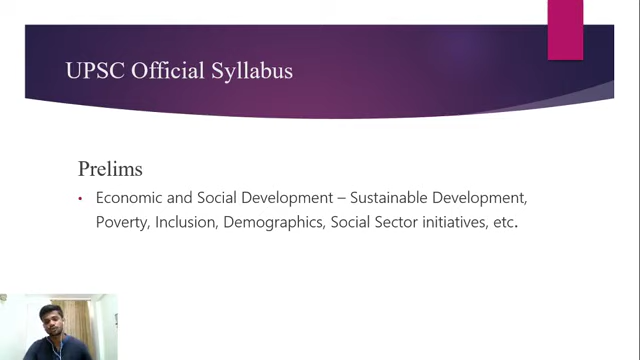 UPSC Official Syllabus
Prelims
• Economic and Social Development – Sustainable Development,
Poverty, Inclusion, Demographics, Social Sector initiatives, etc.